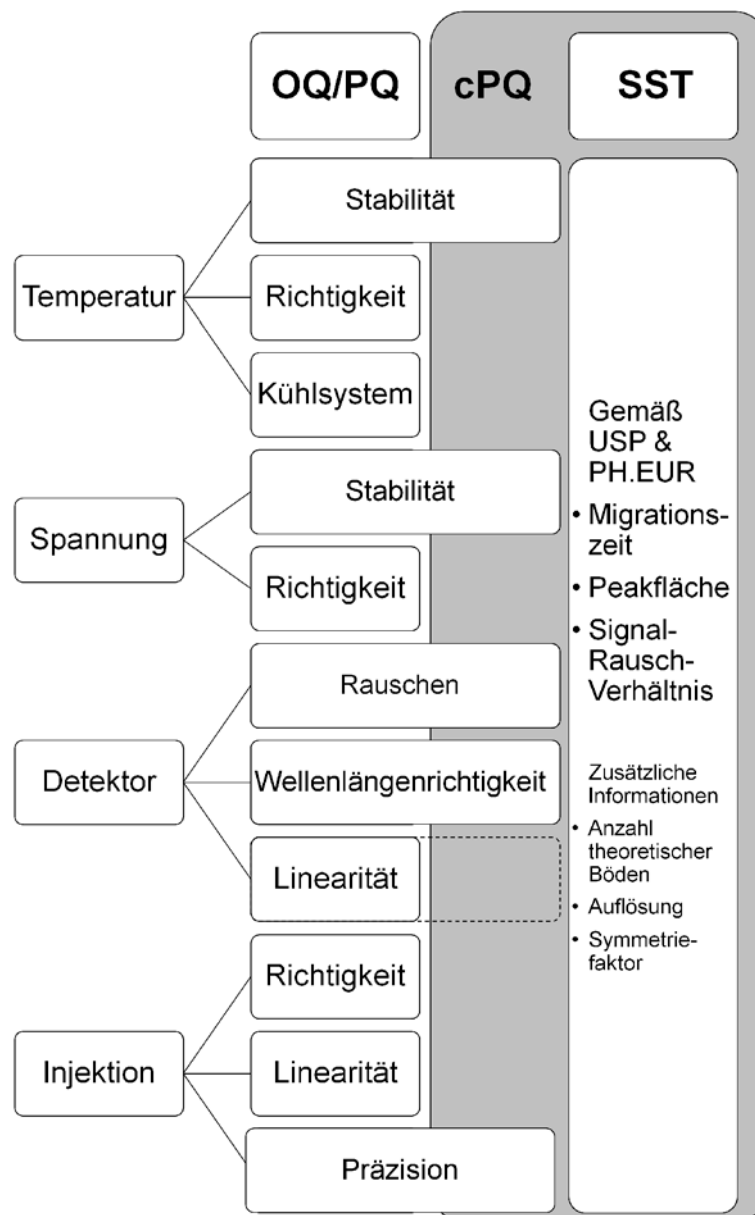 OQ/PQ
cPQ
SST
Temperatur
Stabilität
Richtigkeit
Kühlsystem
Spannung
Stabilität
Richtigkeit
Detektor
Rauschen
Wellenlängenrichtigkeit
Linearität
Injektion
Richtigkeit
Linearität
Präzision
Gemäß
USP &
PH.EUR
• Migrations-
zeit
• Peakfläche
• Signal-
Rausch-
Verhältnis
Zusätzliche
Informationen
• Anzahl
theoretischer
Böden
• Auflösung
• Symmetrie-
faktor